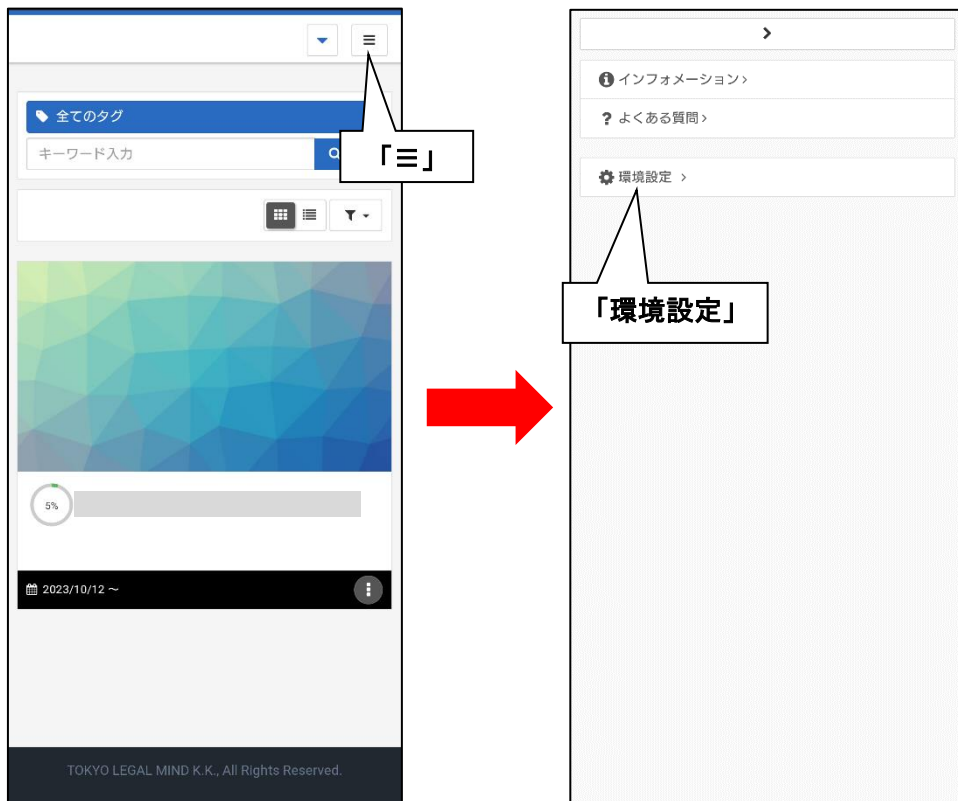 全てのタグ
キーワード入力
「≡」
5%
2023/10/12 ~
TOKYO LEGAL MIND K.K., All Rights Reserved.
インフォメーション
よくある質問
環境設定
「環境設定」